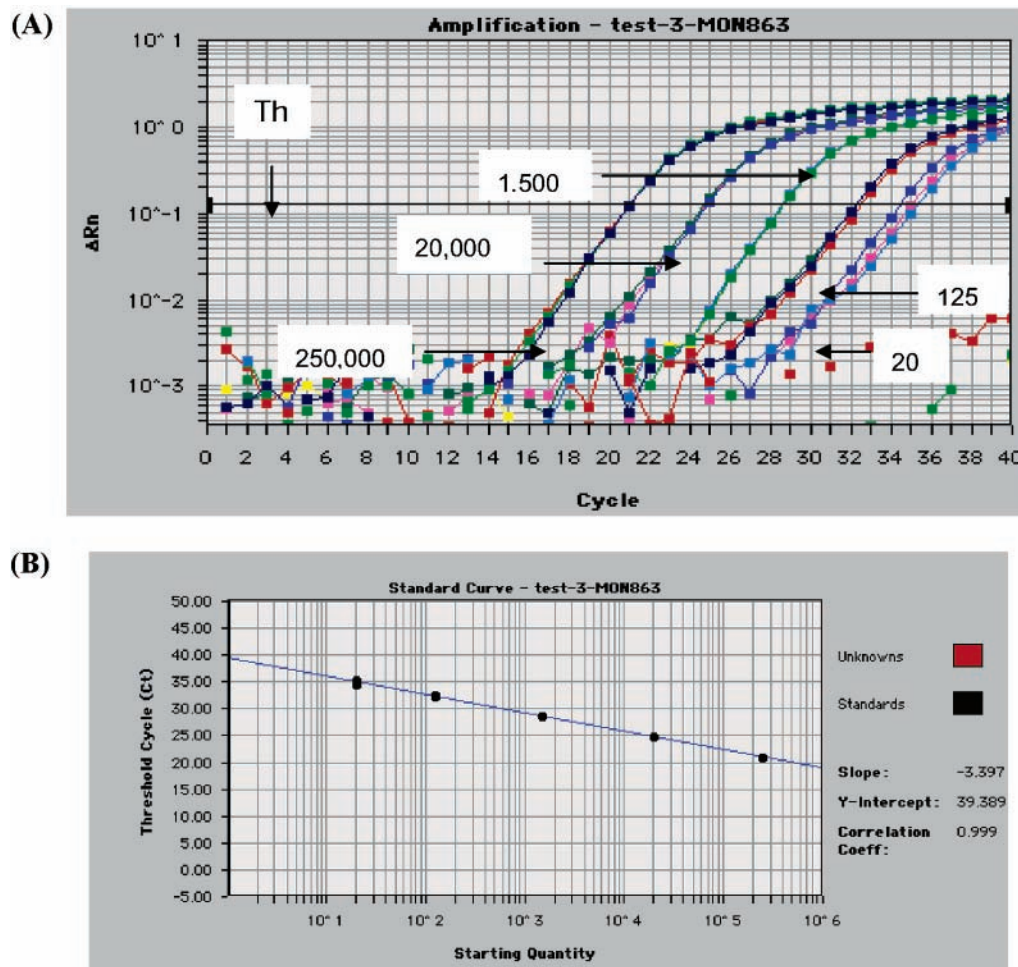 (A)
Amplification - test-3-MON863
10^ 1
10^ 0
10^-1
10^-2
10^-3
ΔRn
Th
1.500
20,000
250,000
125
20
0 2 4 6 8 10 12 14 16 18 20 22 24 26 28 30 32 34 36 38 40
Cycle
(B)
Standard Curve - test-3-MON863
50.00
45.00
40.00
35.00
30.00
25.00
20.00
15.00
10.00
5.00
0.00
-5.00
Threshold Cycle (Ct)
10^ 1 10^ 2 10^ 3 10^ 4 10^ 5 10^ 6
Starting Quantity
Unknowns
Standards
Slope: -3.397
Y-Intercept: 39.389
Correlation 0.999
Coeff: